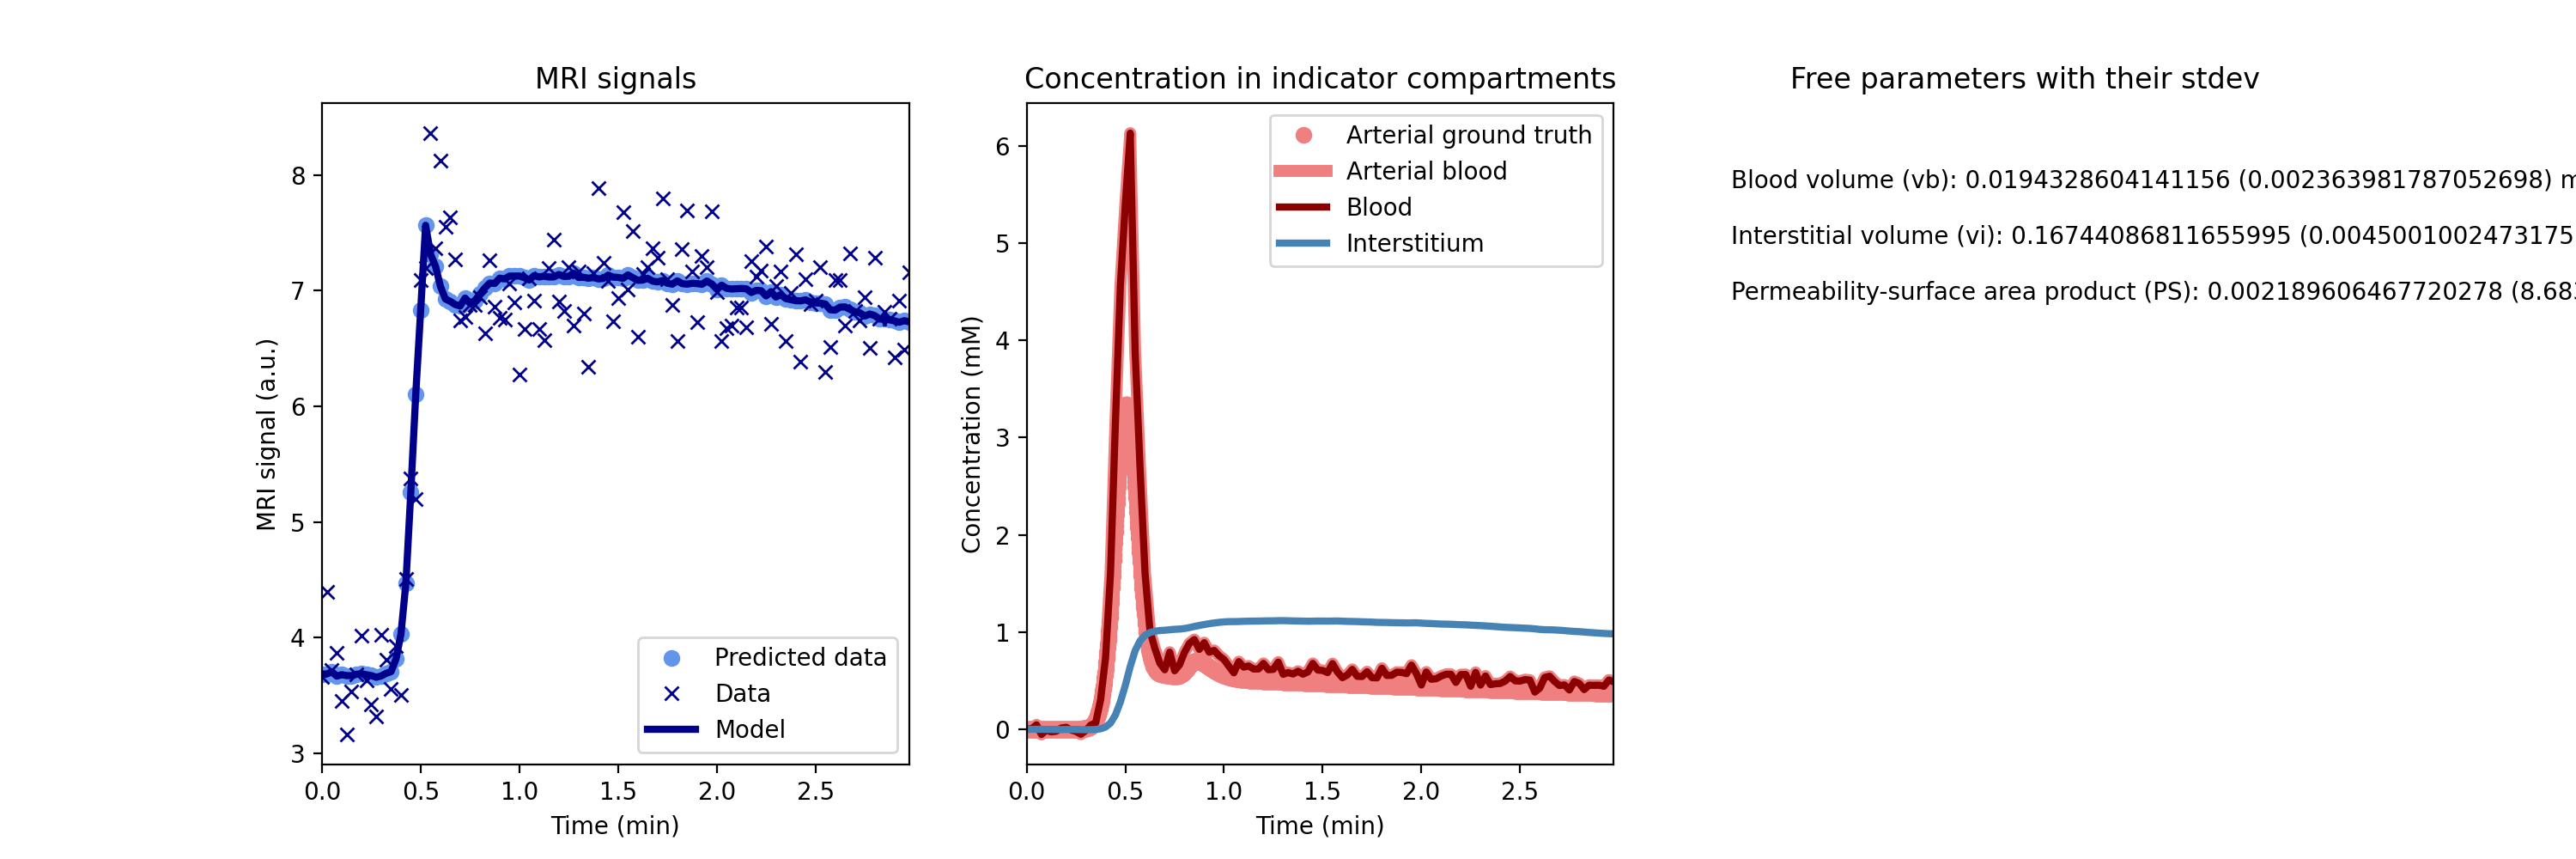 MRI signals
MRI signal (a.u.)
8
7
6
5
4
3
Predicted data
Data
Model
0.0 0.5 1.0 1.5 2.0 2.5
Time (min)
Concentration in indicator compartments
Concentration (mM)
6
5
4
3
2
1
0
Arterial ground truth
Arterial blood
Blood
Interstitium
0.0 0.5 1.0 1.5 2.0 2.5
Time (min)
Free parameters with their stdev
Blood volume (vb): 0.0194328604141156 (0.002363981787052698) m
Interstitial volume (vi): 0.16744086811655995 (0.0045001002473175
Permeability-surface area product (PS): 0.002189606467720278 (8.683